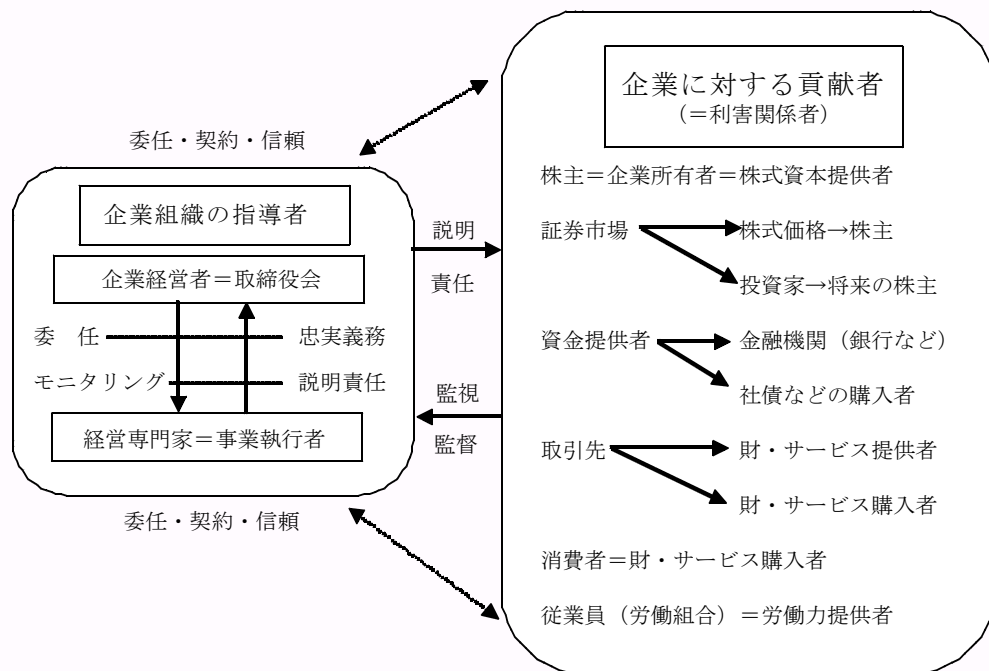 委任・契約・信頼
企業組織の指導者
企業経営者＝取締役会
委　任
忠実義務
モニタリング
説明責任
経営専門家＝事業執行者
委任・契約・信頼
説明
責任
監視
監督
企業に対する貢献者
（＝利害関係者）
株主＝企業所有者＝株式資本提供者
証券市場
株式価格→株主
投資家→将来の株主
資金提供者
金融機関（銀行など）
社債などの購入者
取引先
財・サービス提供者
財・サービス購入者
消費者＝財・サービス購入者
従業員（労働組合）＝労働力提供者